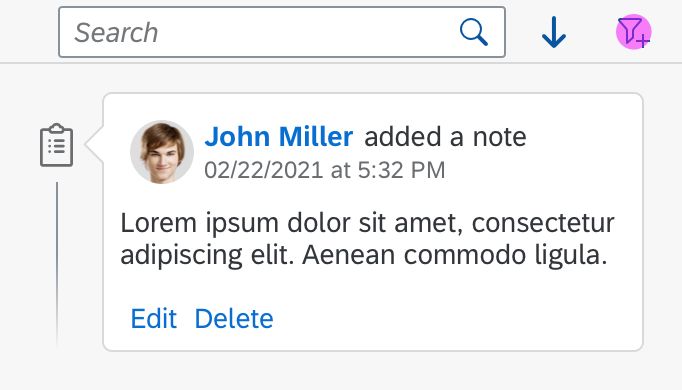 Search
John Miller added a note
02/22/2021 at 5:32 PM
Lorem ipsum dolor sit amet, consectetur
adipiscing elit. Aenean commodo ligula.
Edit Delete